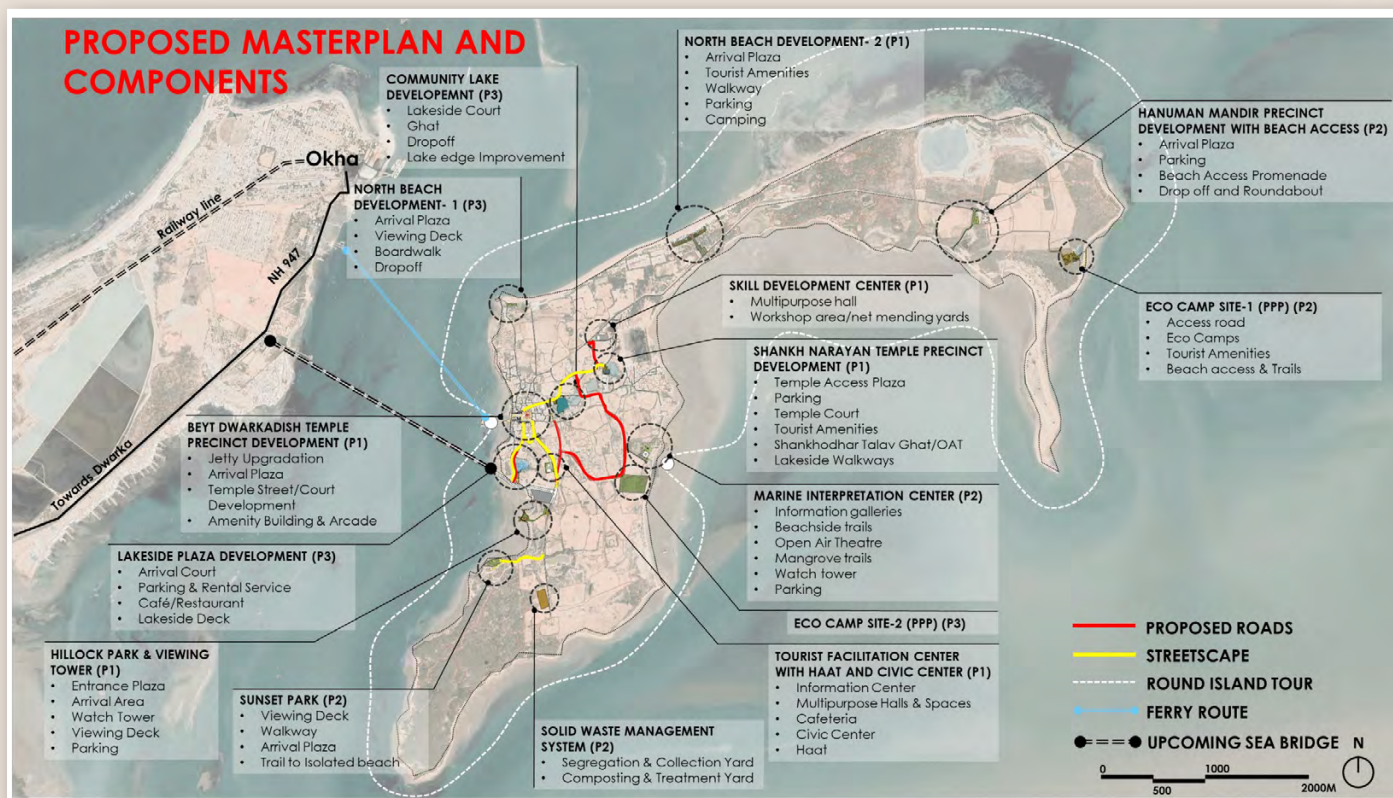 PROPOSED MASTERPLAN AND
COMPONENTS
COMMUNITY LAKE
DEVELOPEMNT (P3)
• Lakeside Court
• Ghat
• Dropoff
• Lake edge Improvement
NORTH BEACH DEVELOPMENT- 2 (P1)
• Arrival Plaza
• Tourist Amenities
• Walkway
• Parking
• Camping
HANUMAN MANDIR PRECINCT
DEVELOPMENT WITH BEACH ACCESS (P2)
• Arrival Plaza
• Parking
• Beach Access Promenade
• Drop off and Roundabout
Okha
Railway line
NH 947
Towards Dwarka
NORTH BEACH
DEVELOPMENT- 1 (P3)
• Arrival Plaza
• Viewing Deck
• Boardwalk
• Dropoff
SKILL DEVELOPMENT CENTER (P1)
• Multipurpose hall
• Workshop area/net mending yards
ECO CAMP SITE-1 (PPP) (P2)
• Access road
• Eco Camps
• Tourist Amenities
• Beach access & Trails
SHANKH NARAYAN TEMPLE PRECINCT
DEVELOPMENT (P1)
• Temple Access Plaza
• Parking
• Temple Court
• Tourist Amenities
• Shankhodhar Talav Ghat/OAT
• Lakeside Walkways
BEYT DWARKADISH TEMPLE
PRECINCT DEVELOPMENT (P1)
• Jetty Upgradation
• Arrival Plaza
• Temple Street/Court
Development
• Amenity Building & Arcade
MARINE INTERPRETATION CENTER (P2)
• Information galleries
• Beachside trails
• Open Air Theatre
• Mangrove trails
• Watch tower
• Parking
LAKESIDE PLAZA DEVELOPMENT (P3)
• Arrival Court
• Parking & Rental Service
• Café/Restaurant
• Lakeside Deck
ECO CAMP SITE-2 (PPP) (P3)
HILLOCK PARK & VIEWING
TOWER (P1)
• Entrance Plaza
• Arrival Area
• Watch Tower
• Viewing Deck
• Parking
SUNSET PARK (P2)
• Viewing Deck
• Walkway
• Arrival Plaza
• Trail to Isolated beach
SOLID WASTE MANAGEMENT
SYSTEM (P2)
• Segregation & Collection Yard
• Composting & Treatment Yard
TOURIST FACILITATION CENTER
WITH HAAT AND CIVIC CENTER (P1)
• Information Center
• Multipurpose Halls & Spaces
• Cafeteria
• Civic Center
• Haat
PROPOSED ROADS
STREETSCAPE
ROUND ISLAND TOUR
FERRY ROUTE
UPCOMING SEA BRIDGE
N
0 1000
500 2000M